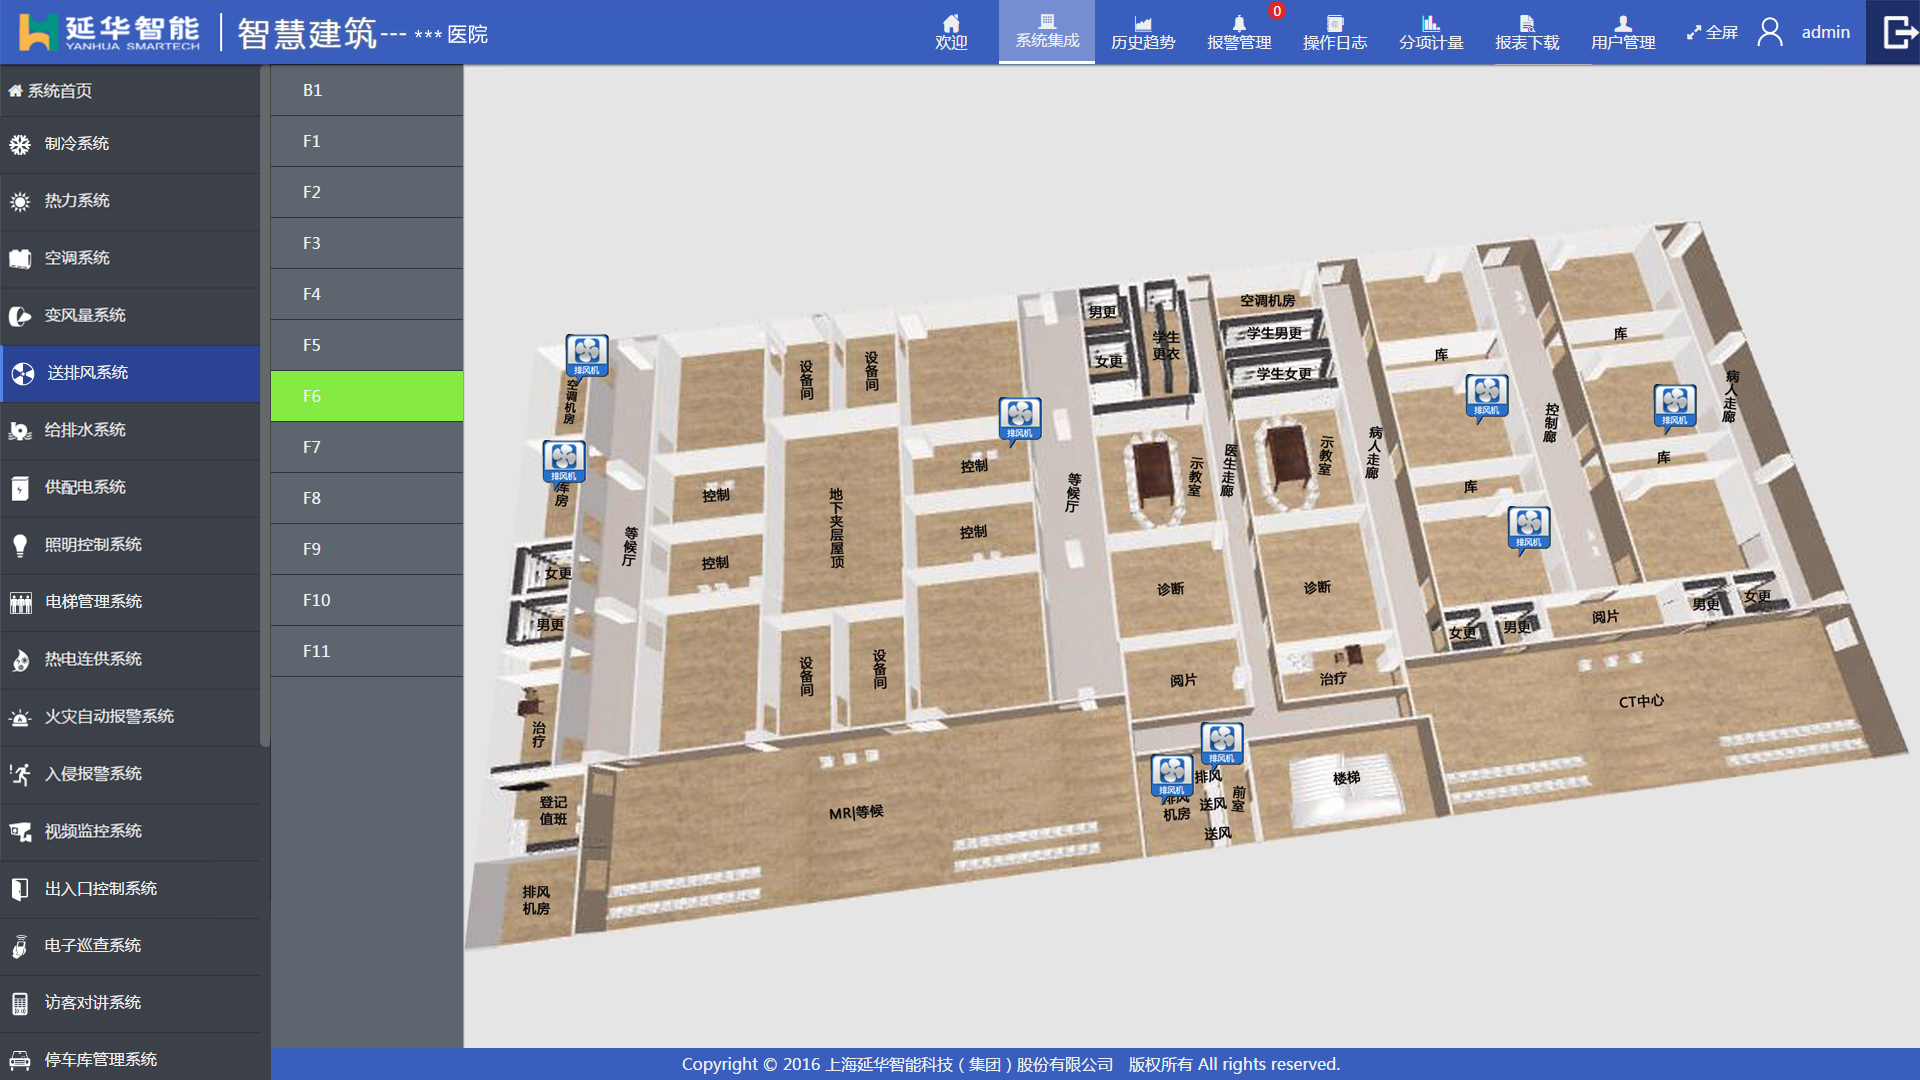 延华智能
YANHUA SMARTECH
智慧建筑--- *** 医院
欢迎
系统集成
历史趋势
0
报警管理
操作日志
分项计量
报表下载
用户管理
全屏
admin
系统首页
制冷系统
热力系统
空调系统
变风量系统
送排风系统
给排水系统
供配电系统
照明控制系统
电梯管理系统
热电连供系统
火灾自动报警系统
入侵报警系统
视频监控系统
出入口控制系统
电子巡查系统
访客对讲系统
停车库管理系统
B1
F1
F2
F3
F4
F5
F6
F7
F8
F9
F10
F11
排风机
空调机房
排风机
库房
女更
男更
治疗
登记
值班
排风
机房
等候厅
控制
控制
设备间
设备间
地下夹层屋顶
设备间
设备间
排风机
控制
控制
等候厅
MR|等候
男更
女更
学生
更衣
空调机房
学生男更
学生女更
示教室
医生走廊
示教室
病人走廊
诊断
诊断
阅片
治疗
排风机
排风机
排风
排风
机房
送风
前室
送风
楼梯
库
排风机
库
排风机
控制廊
库
排风机
库
病人走廊
女更
男更
阅片
男更
女更
CT中心
Copyright © 2016 上海延华智能科技（集团）股份有限公司 版权所有 All rights reserved.